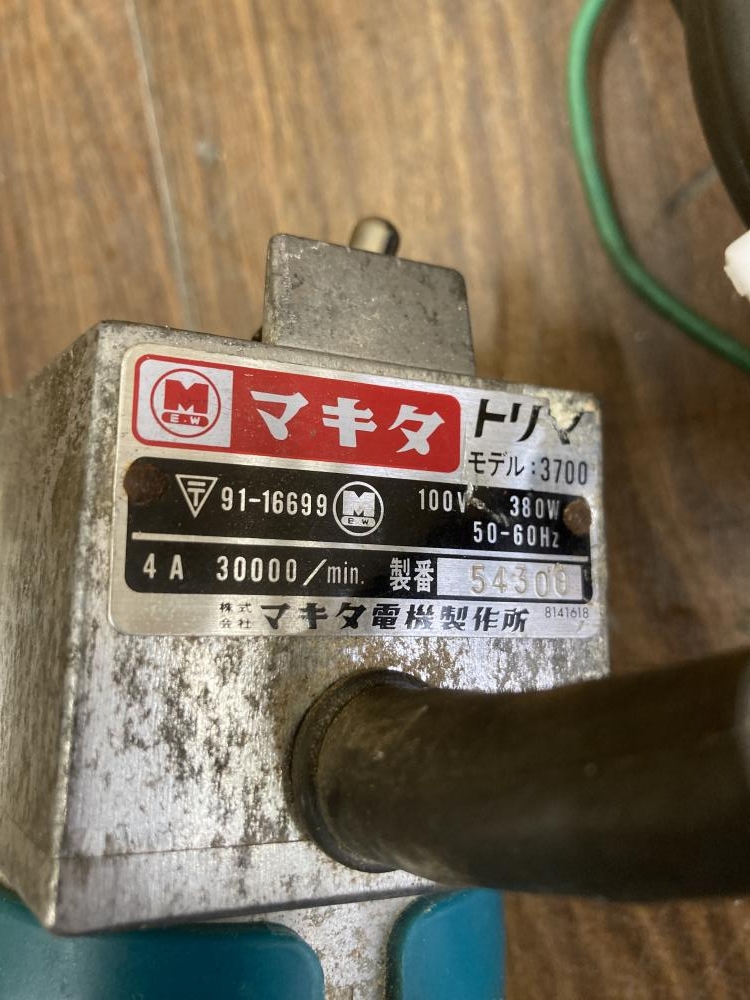 M
E.W
マキタ
トリマ
モデル:3700
〒 91-16699 M E W 100V~ 380W
50-60Hz
4A 30000/min. 製番 54300
株式会社 マキタ電機製作所 8141618